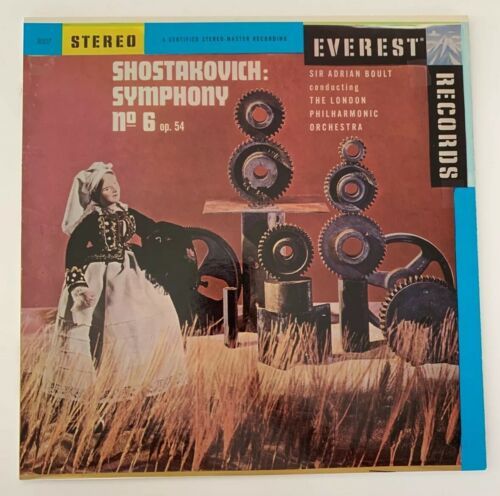 STEREO
A CERTIFIED STEREO-MASTER RECORDING
EVEREST
RECORDS
SHOSTAKOVICH:
SYMPHONY
Nº 6 op. 54
SIR ADRIAN BOULT
conducting
THE LONDON
PHILHARMONIC
ORCHESTRA